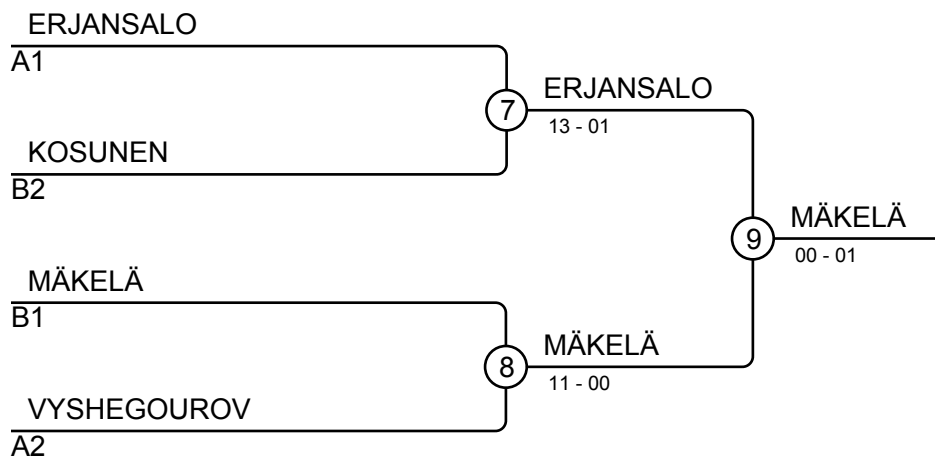 ERJANSALO
A1
7
ERJANSALO
13 - 01
KOSUNEN
B2
9
MÄKELÄ
00 - 01
MÄKELÄ
B1
8
MÄKELÄ
11 - 00
VYSHEGOUROV
A2